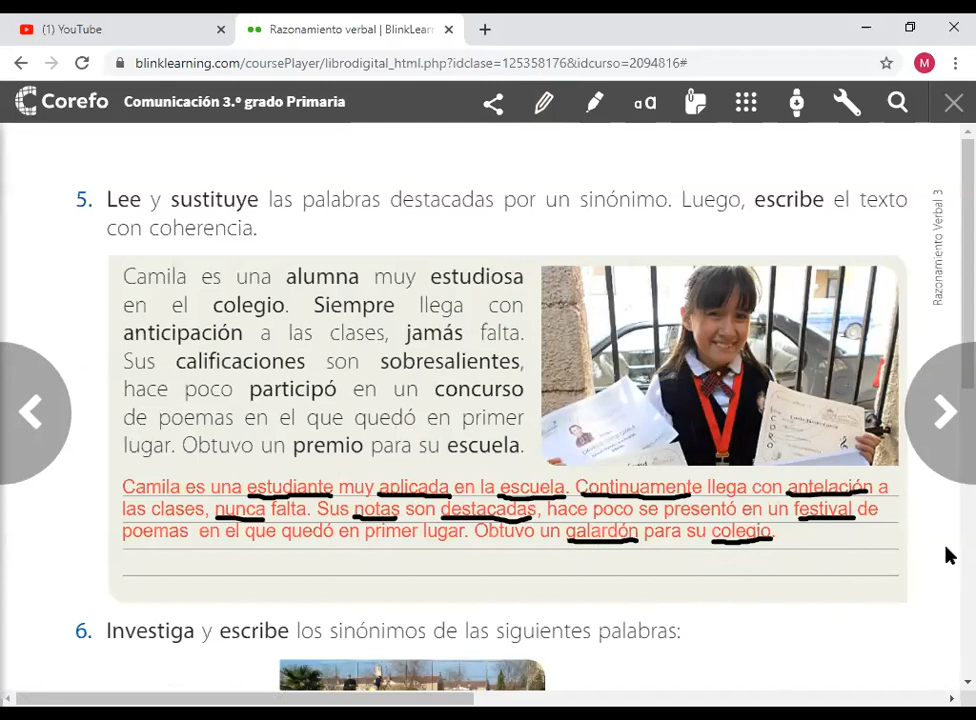 (1) YouTube
Razonamiento verbal | BlinkLearn
blinklearning.com/coursePlayer/librodigital_html.php?idclase=125358176&idcurso=2094816#
M
Corefo
Comunicación 3.º grado Primaria
aA
5. Lee y sustituye las palabras destacadas por un sinónimo. Luego, escribe el texto
con coherencia.
Razonamiento Verbal 3
Camila es una alumna muy estudiosa
en el colegio. Siempre llega con
anticipación a las clases, jamás falta.
Sus calificaciones son sobresalientes,
hace poco participó en un concurso
de poemas en el que quedó en primer
lugar. Obtuvo un premio para su escuela.
Camila es una estudiante muy aplicada en la escuela. Continuamente llega con antelación a
las clases, nunca falta. Sus notas son destacadas, hace poco se presentó en un festival de
poemas en el que quedó en primer lugar. Obtuvo un galardón para su colegio.
6. Investiga y escribe los sinónimos de las siguientes palabras: